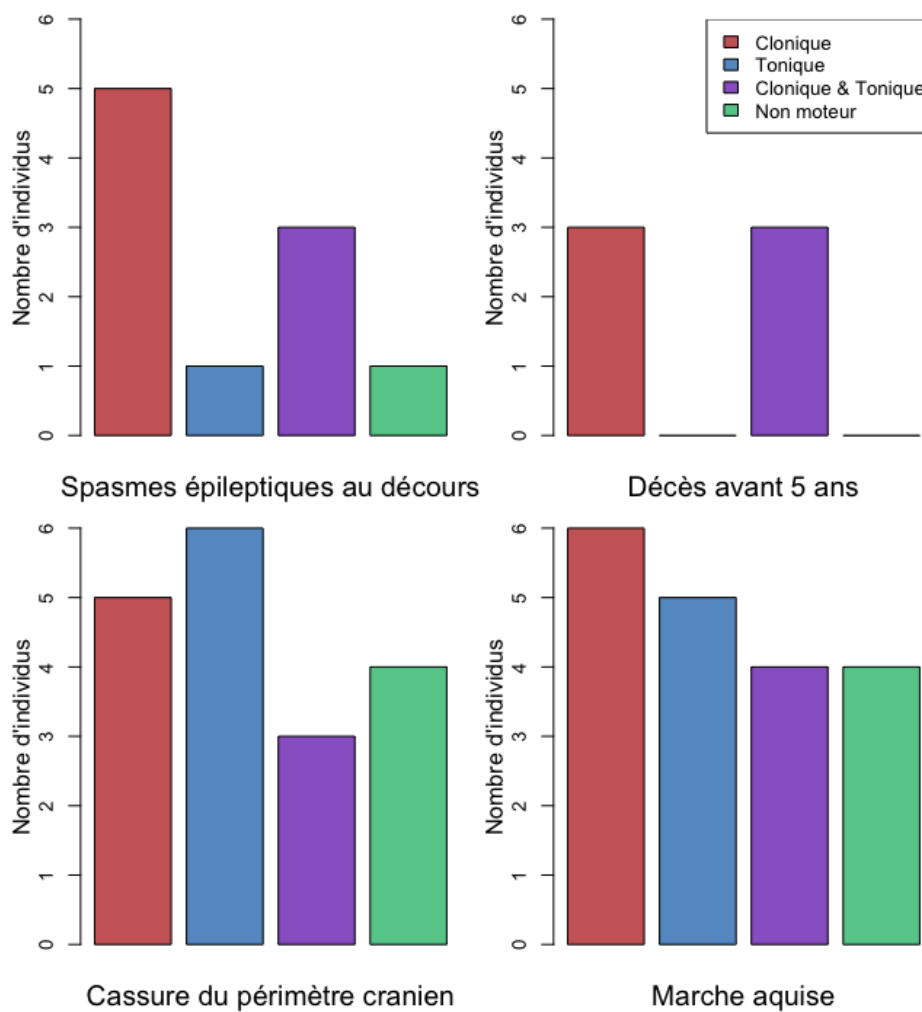 Nombre d'individus
0
1
2
3
4
5
6
Spasmes épileptiques au décours
Nombre d'individus
0
1
2
3
4
5
6
Clonique
Tonique
Clonique & Tonique
Non moteur
Décès avant 5 ans
Nombre d'individus
0
1
2
3
4
5
6
Cassure du périmètre cranien
Nombre d'individus
0
1
2
3
4
5
6
Marche aquise